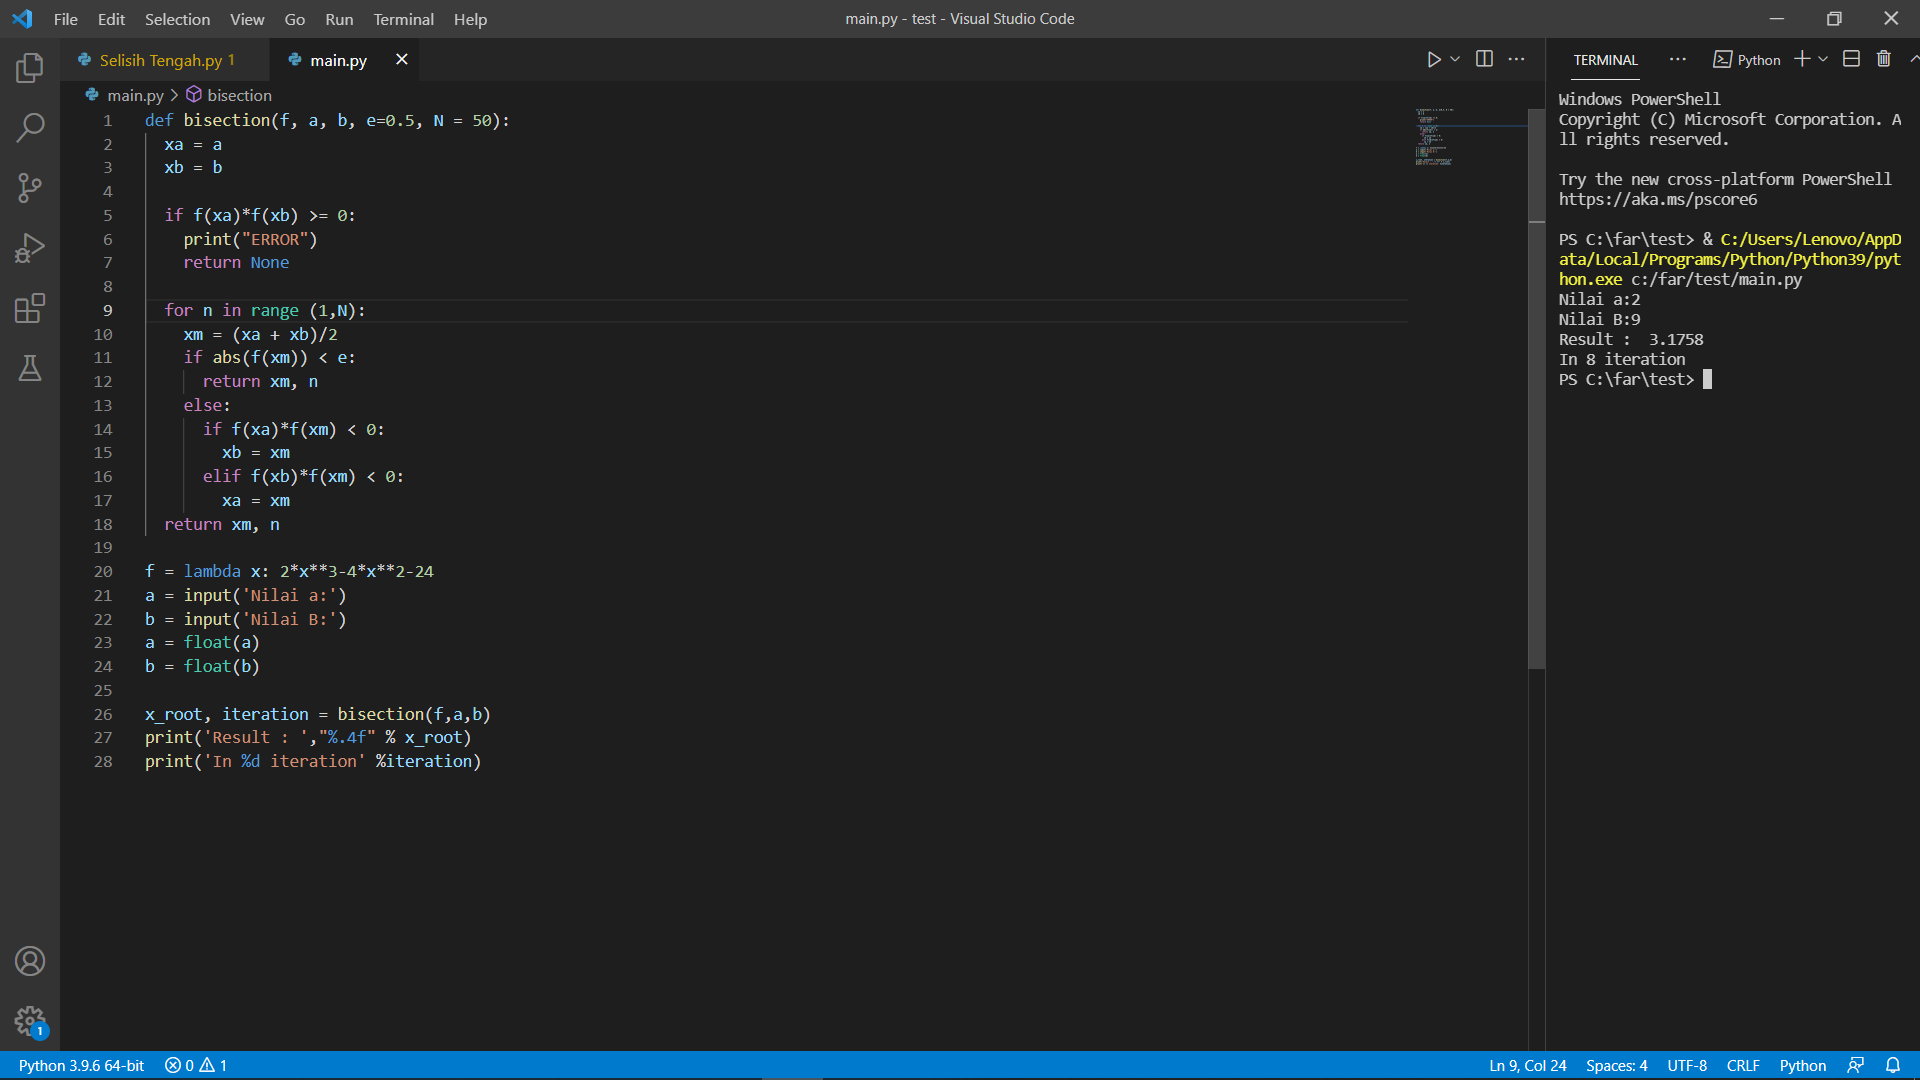 File Edit Selection View Go Run Terminal Help
main.py - test - Visual Studio Code
Selisih Tengah.py 1
main.py
main.py > bisection
1 def bisection(f, a, b, e=0.5, N = 50):
2 xa = a
3 xb = b
4
5 if f(xa)*f(xb) >= 0:
6 print("ERROR")
7 return None
8
9 for n in range (1,N):
10 xm = (xa + xb)/2
11 if abs(f(xm)) < e:
12 return xm, n
13 else:
14 if f(xa)*f(xm) < 0:
15 xb = xm
16 elif f(xb)*f(xm) < 0:
17 xa = xm
18 return xm, n
19
20 f = lambda x: 2*x**3-4*x**2-24
21 a = input('Nilai a:')
22 b = input('Nilai B:')
23 a = float(a)
24 b = float(b)
25
26 x_root, iteration = bisection(f,a,b)
27 print('Result : ',"%.4f" % x_root)
28 print('In %d iteration' %iteration)
TERMINAL
Python
Windows PowerShell
Copyright (C) Microsoft Corporation. A
ll rights reserved.
Try the new cross-platform PowerShell
https://aka.ms/pscore6
PS C:\far\test> & C:/Users/Lenovo/AppD
ata/Local/Programs/Python/Python39/pyt
hon.exe c:/far/test/main.py
Nilai a:2
Nilai B:9
Result :  3.1758
In 8 iteration
PS C:\far\test>
1
Python 3.9.6 64-bit
0
1
Ln 9, Col 24
Spaces: 4
UTF-8
CRLF
Python